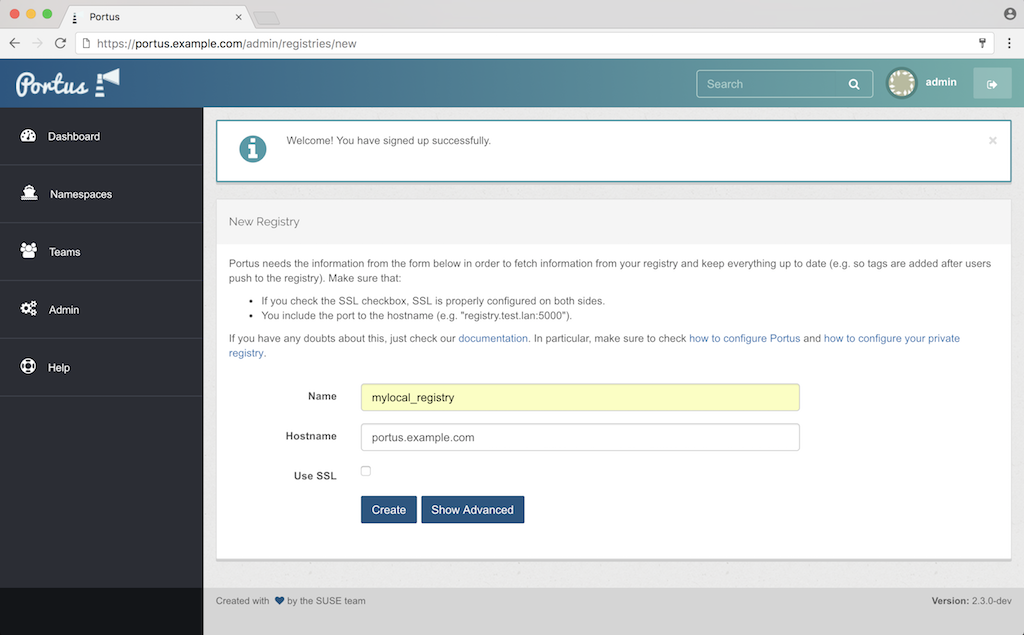 Portus
https://portus.example.com/admin/registries/new
Portus
Search
admin
Dashboard
Namespaces
Teams
Admin
Help
Welcome! You have signed up successfully.
New Registry
Portus needs the information from the form below in order to fetch information from your registry and keep everything up to date (e.g. so tags are added after users
push to the registry). Make sure that:
• If you check the SSL checkbox, SSL is properly configured on both sides.
• You include the port to the hostname (e.g. "registry.test.lan:5000").
If you have any doubts about this, just check our documentation. In particular, make sure to check how to configure Portus and how to configure your private
registry.
Name
mylocal_registry
Hostname
portus.example.com
Use SSL
Create
Show Advanced
Created with by the SUSE team
Version: 2.3.0-dev